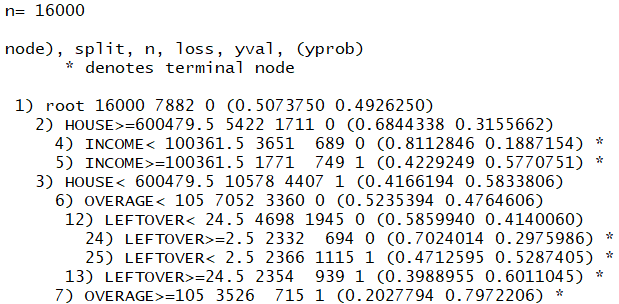 n= 16000
node), split, n, loss, yval, (yprob)
* denotes terminal node
1) root 16000 7882 0 (0.5073750 0.4926250)
2) HOUSE>=600479.5 5422 1711 0 (0.6844338 0.3155662)
4) INCOME< 100361.5 3651 689 0 (0.8112846 0.1887154) *
5) INCOME>=100361.5 1771 749 1 (0.4229249 0.5770751) *
3) HOUSE< 600479.5 10578 4407 1 (0.4166194 0.5833806)
6) OVERAGE< 105 7052 3360 0 (0.5235394 0.4764606)
12) LEFTOVER< 24.5 4698 1945 0 (0.5859940 0.4140060)
24) LEFTOVER>=2.5 2332 694 0 (0.7024014 0.2975986) *
25) LEFTOVER< 2.5 2366 1115 1 (0.4712595 0.5287405) *
13) LEFTOVER>=24.5 2354 939 1 (0.3988955 0.6011045) *
7) OVERAGE>=105 3526 715 1 (0.2027794 0.7972206) *